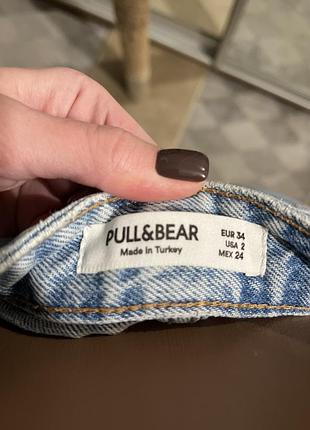 PULL&BEAR
Made in Turkey
EUR 34
USA 2
MEX 24